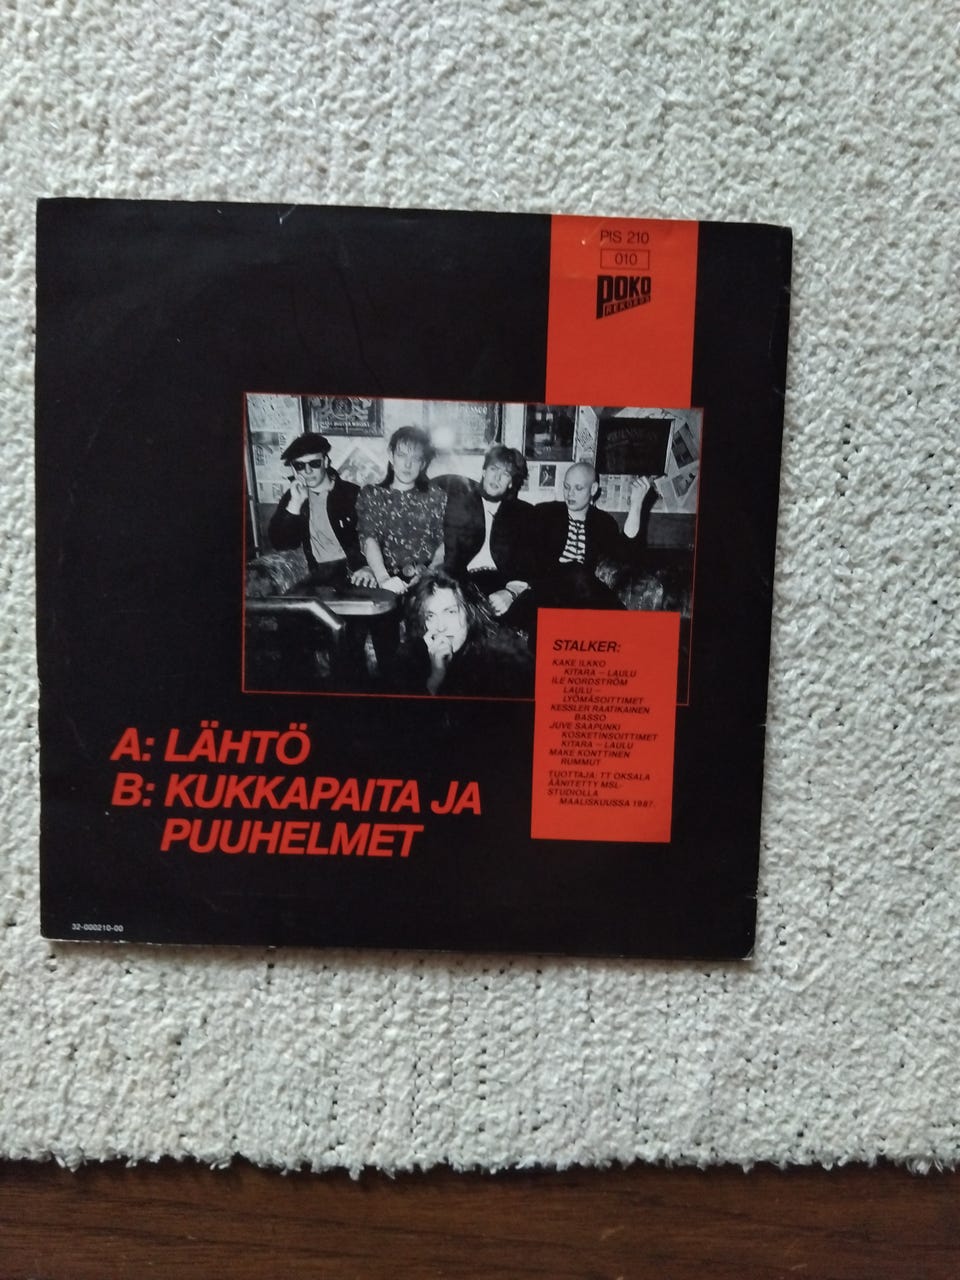 PIS 210
010
POKO
REKORDS
STALKER:
KAKE ILKKO
KITARA – LAULU
ILE NORDSTRÖM
LAULU –
LYÖMÄSOITTIMET
KESSLER RAATIKAINEN
BASSO
JUVE SAAPUNKI
KOSKETINSOITTIMET
KITARA – LAULU
MAKE KONTTINEN
RUMMUT
TUOTTAJA: TT OKSALA
ÄÄNITETTY MSL-
STUDIOLLA
MAALISKUUSSA 1987.
A: LÄHTÖ
B: KUKKAPAITA JA
PUUHELMET
32-000210-00